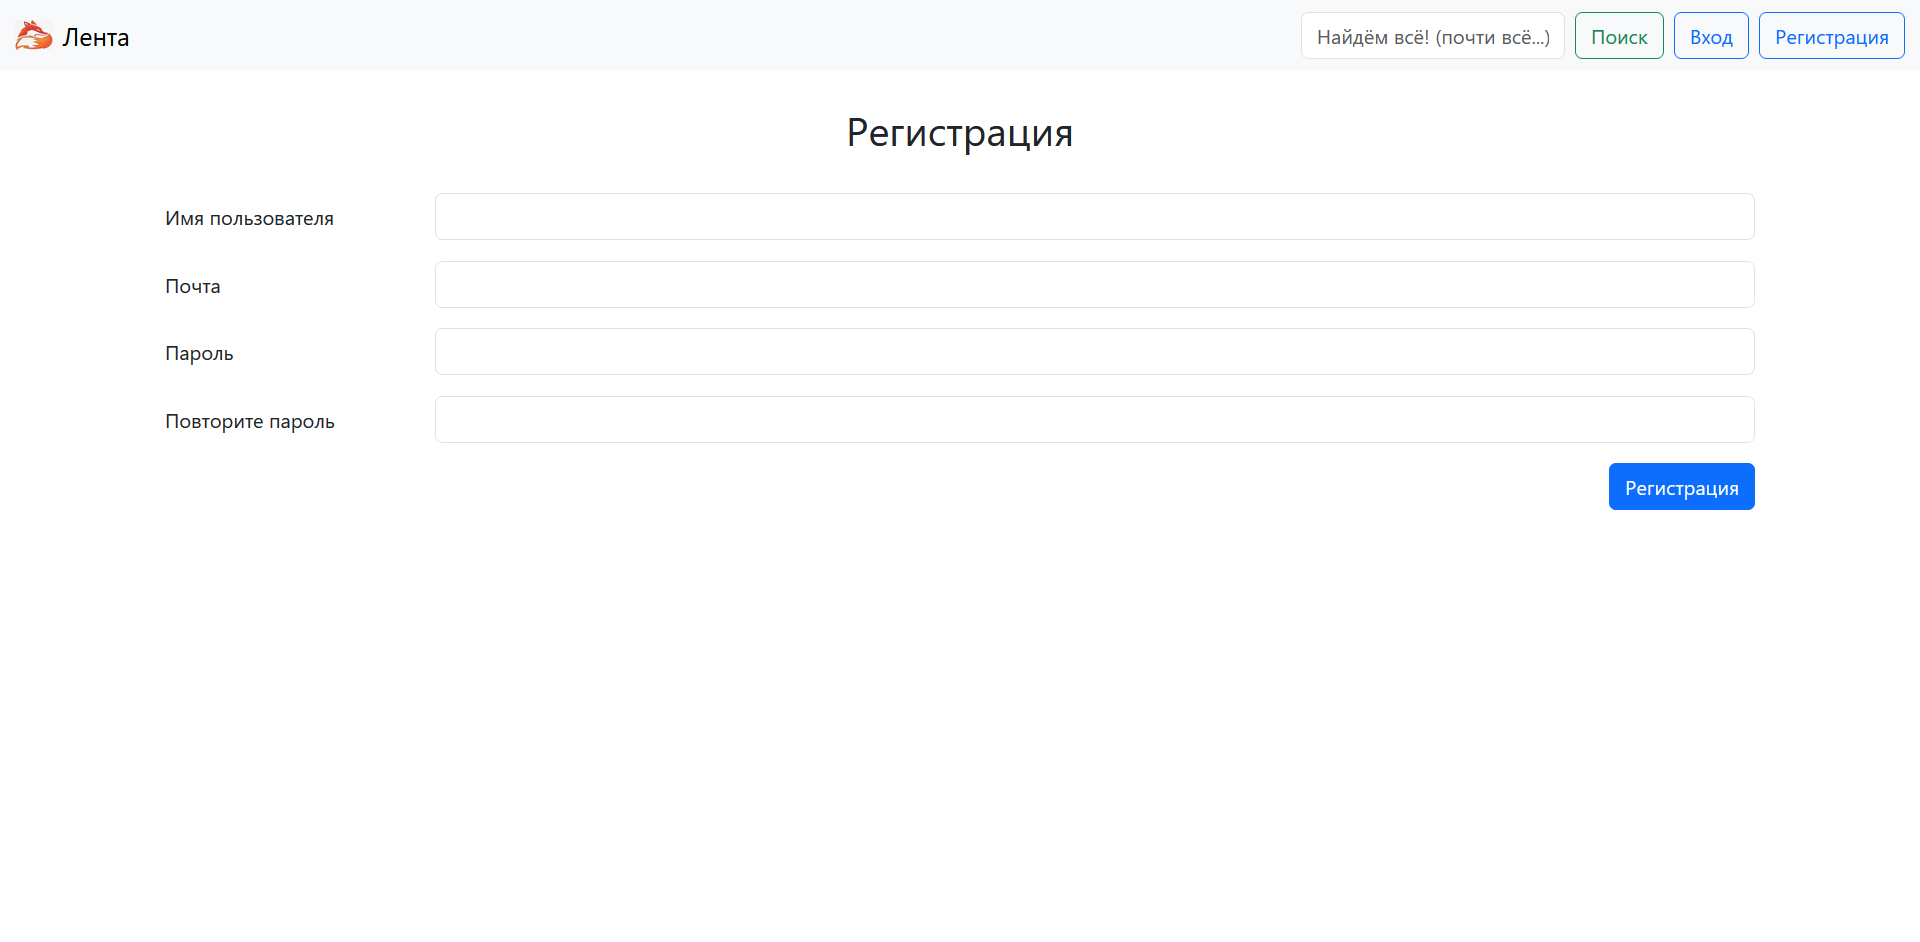 Лента
Найдём всё! (почти всё...)
Поиск
Вход
Регистрация
Регистрация
Имя пользователя
Почта
Пароль
Повторите пароль
Регистрация